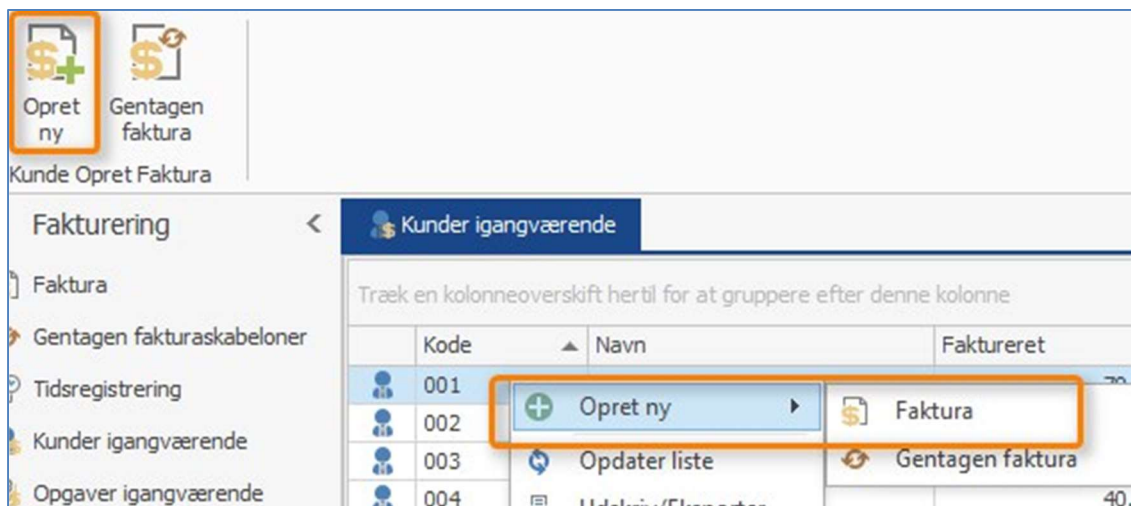 Opret ny
Gentagen faktura
Kunde Opret Faktura
Fakturering <
Kunder igangværende
Faktura
Træk en kolonneoverskift hertil for at gruppere efter denne kolonne
Gentagen fakturaskabeloner
Kode Navn Faktureret
Tidsregistrering
001
Opret ny
Faktura
002
Kunder igangværende
003
Opdater liste
Gentagen faktura
Opgaver igangværende
004
40,